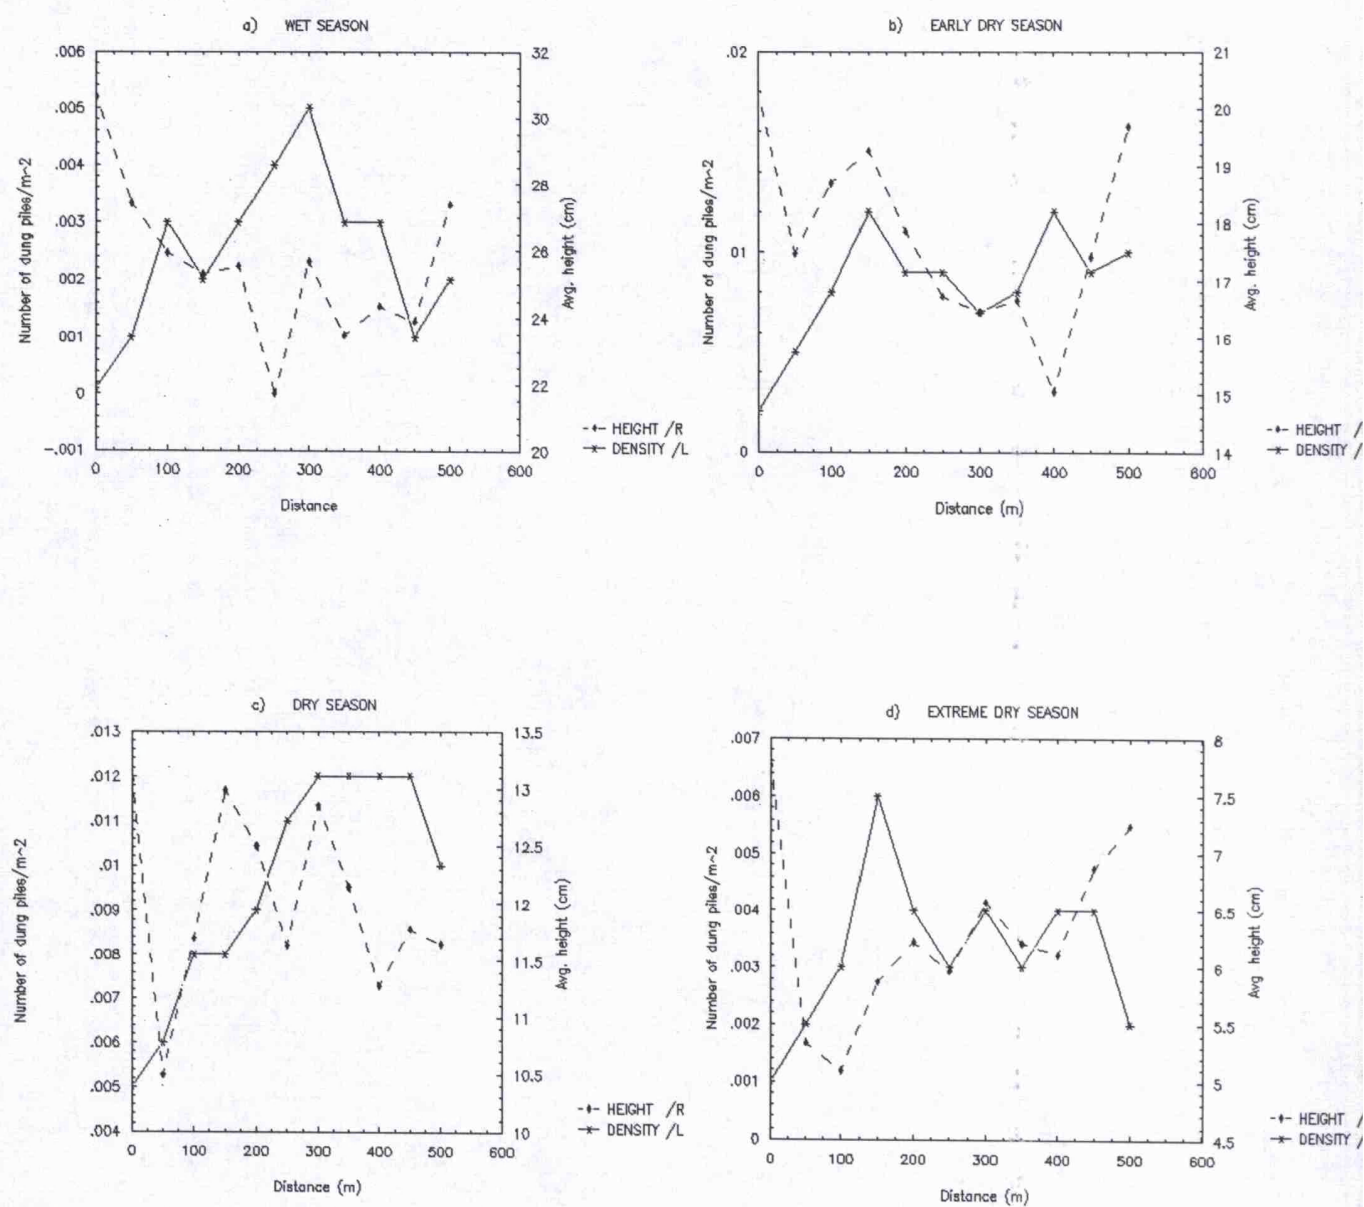 a) WET SEASON
.006
.005
.004
.003
.002
001
0
-.001
Number of dung piles/m^2
32
30
28
26
24
22
20
Avg. height (cm)
0 100 200 300 400 500 600
Distance
HEIGHT /R
DENSITY /L
b) EARLY DRY SEASON
.02
01
0
Number of dung piles/m^2
21
20
19
18
17
16
15
14
Avg. height (cm)
0 100 200 300 400 500 600
Distance (m)
HEIGHT /
DENSITY /
c) DRY SEASON
.013
.012
.011
.01
.009
.008
.007
.006
.005
.004
Number of dung piles/m^2
13.5
13
12.5
12
11.5
11
10.5
10
Avg. height (cm)
0 100 200 300 400 500 600
Distance (m)
HEIGHT /R
DENSITY /L
d) EXTREME DRY SEASON
.007
.006
.005
.004
.003
.002
.001
0
Number of dung piles/m^2
8
7.5
7
6.5
6
5.5
5
4.5
Avg height (cm)
0 100 200 300 400 500 600
Distance (m)
HEIGHT /
DENSITY /